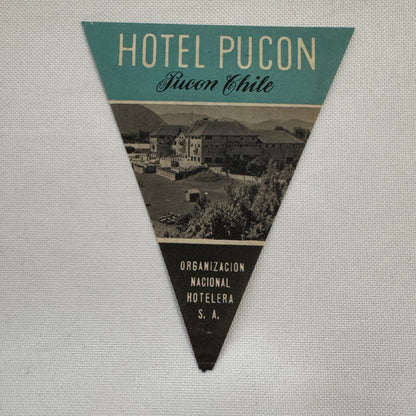 HOTEL PUCON
Pucon Chile
ORGANIZACION
NACIONAL
HOTELERA
S. A.